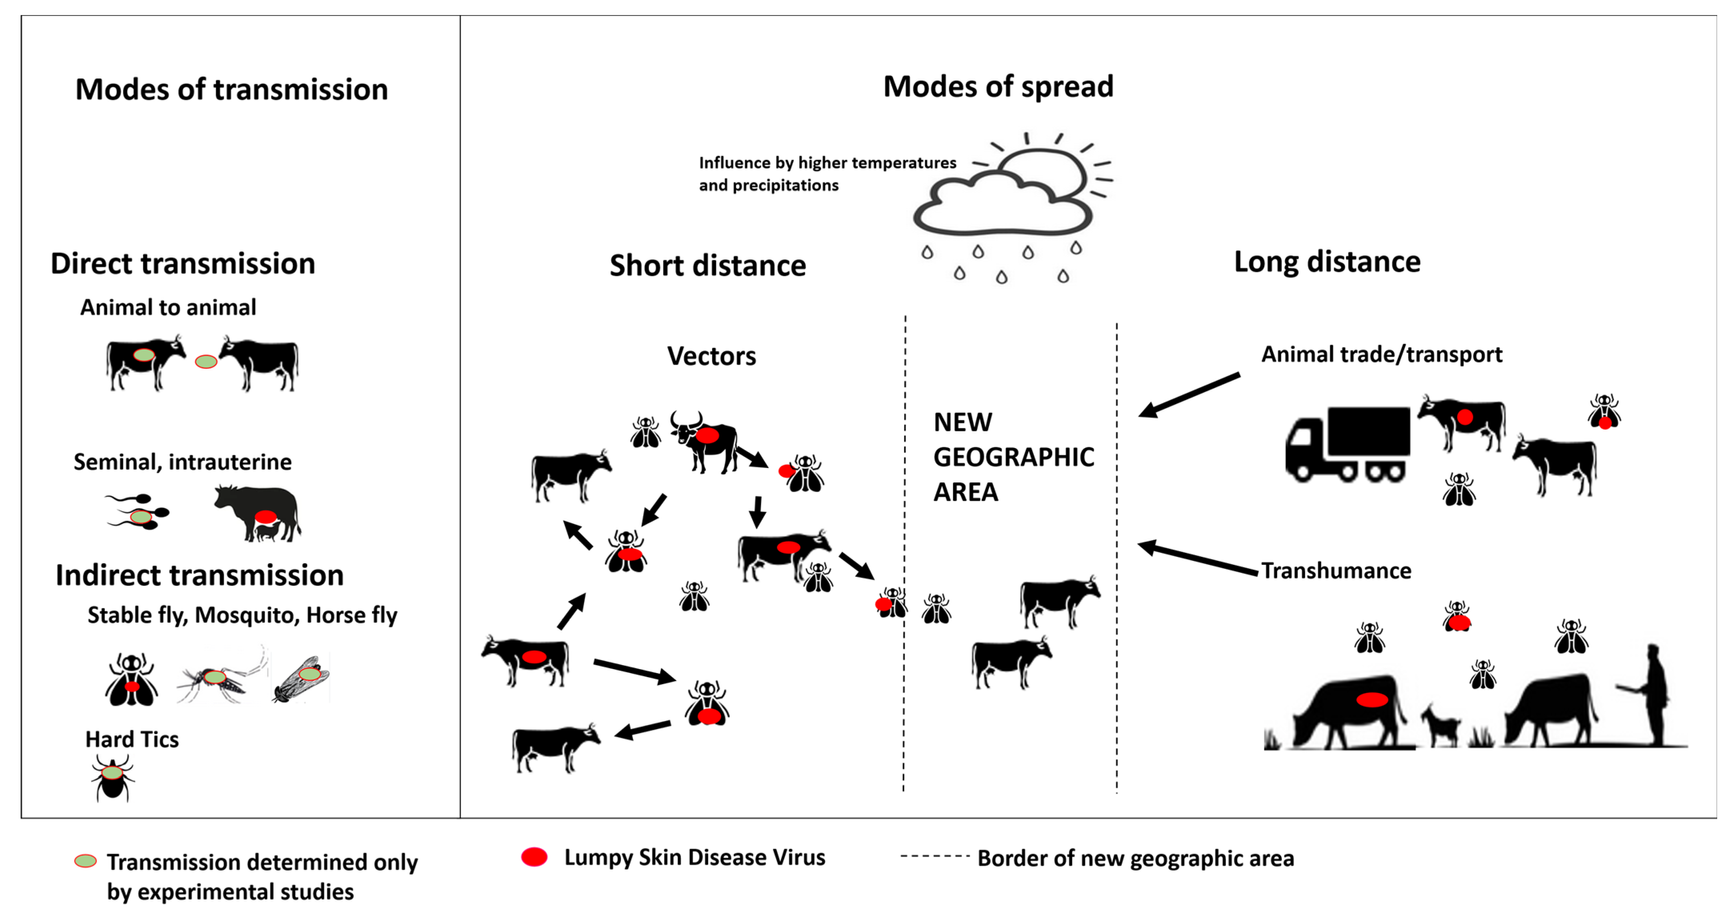 Modes of transmission
Modes of spread
Influence by higher temperatures
and precipitations
Direct transmission
Animal to animal
Seminal, intrauterine
Indirect transmission
Stable fly, Mosquito, Horse fly
Hard Tics
Short distance
Vectors
NEW
GEOGRAPHIC
AREA
Long distance
Animal trade/transport
Transhumance
Transmission determined only
by experimental studies
Lumpy Skin Disease Virus
Border of new geographic area